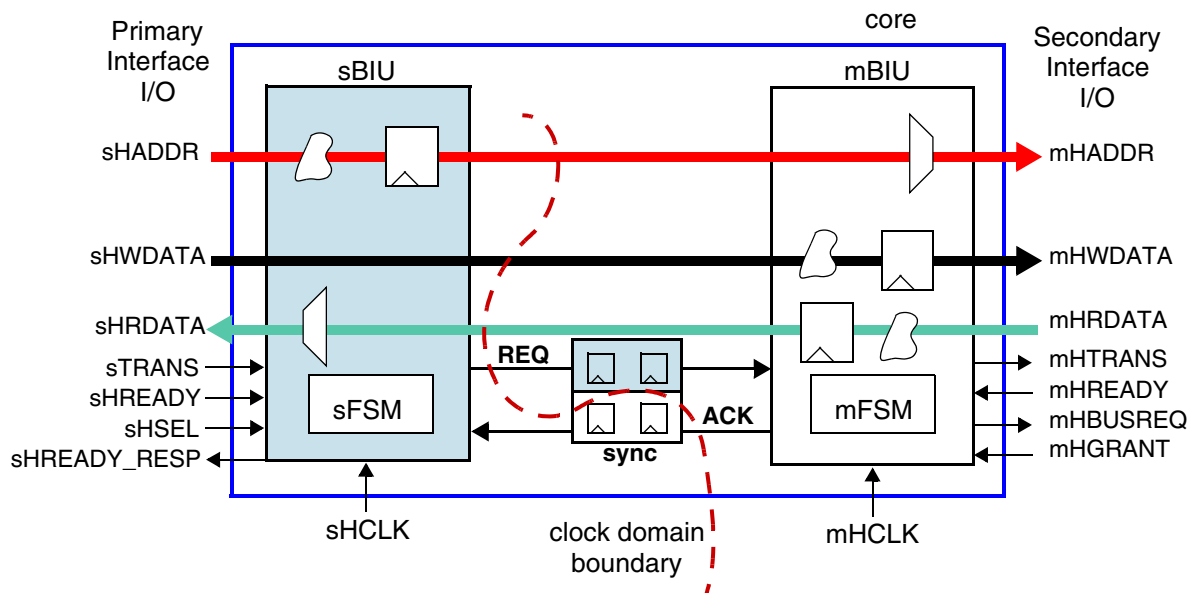 Primary
Interface
I/O
core
Secondary
Interface
I/O
sBIU
mBIU
sHADDR
mHADDR
sHWDATA
mHWDATA
sHRDATA
mHRDATA
sTRANS
REQ
mHTRANS
sHREADY
mHREADY
sFSM
mFSM
sHSEL
ACK
mHBUSREQ
sHREADY_RESP
sync
mHGRANT
sHCLK
clock domain
boundary
mHCLK